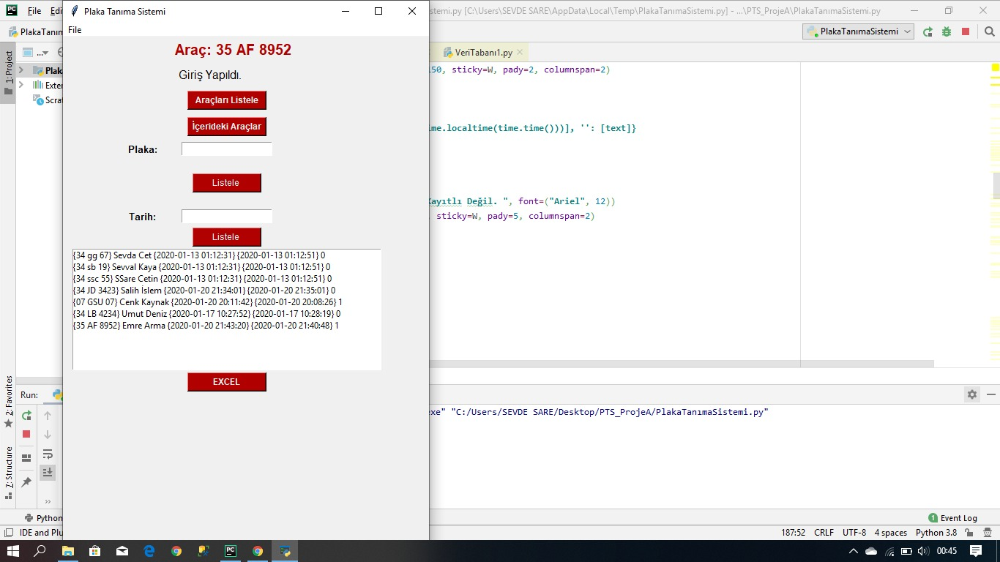 File Edi
stemi.py [C:\Users\SEVDE SARE\AppData\Local\Temp\PlakaTanımaSistemi.py] - ...\PTS_ProjeA\PlakaTanımaSistemi.py
PlakaTanım
PlakaTanımaSistemi
VeriTabanı1.py
1: Project
Plak
Exter
Scrat
Plaka Tanima Sistemi
File
Araç: 35 AF 8952
Giriş Yapıldı.
Araçları Listele
İçerideki Araçlar
Plaka:
Listele
Tarih:
Listele
{34 gg 67} Sevda Cet {2020-01-13 01:12:31} {2020-01-13 01:12:51} 0
{34 sb 19} Sevval Kaya {2020-01-13 01:12:31} {2020-01-13 01:12:51} 0
{34 ssc 55} SSare Cetin {2020-01-13 01:12:31} {2020-01-13 01:12:51} 0
{34 JD 3423} Salih İslem {2020-01-20 21:34:01} {2020-01-20 21:35:01} 0
{07 GSU 07} Cenk Kaynak {2020-01-20 20:11:42} {2020-01-20 20:08:26} 1
{34 LB 4234} Umut Deniz {2020-01-17 10:27:52} {2020-01-17 10:28:19} 0
{35 AF 8952} Emre Arma {2020-01-20 21:43:20} {2020-01-20 21:40:48} 1
EXCEL
150, sticky=W, pady=2, columnspan=2)
ime.localtime(time.time()))], '': [text]}
Kayıtlı Değil. ", font=("Ariel", 12))
, sticky=W, pady=5, columnspan=2)
2: Favorites
7: Structure
Run:
exe" "C:/Users/SEVDE SARE/Desktop/PTS_ProjeA/PlakaTanımaSistemi.py"
Python
Event Log
IDE and Plu
187:52 CRLF UTF-8 4 spaces Python 3.8
00:45